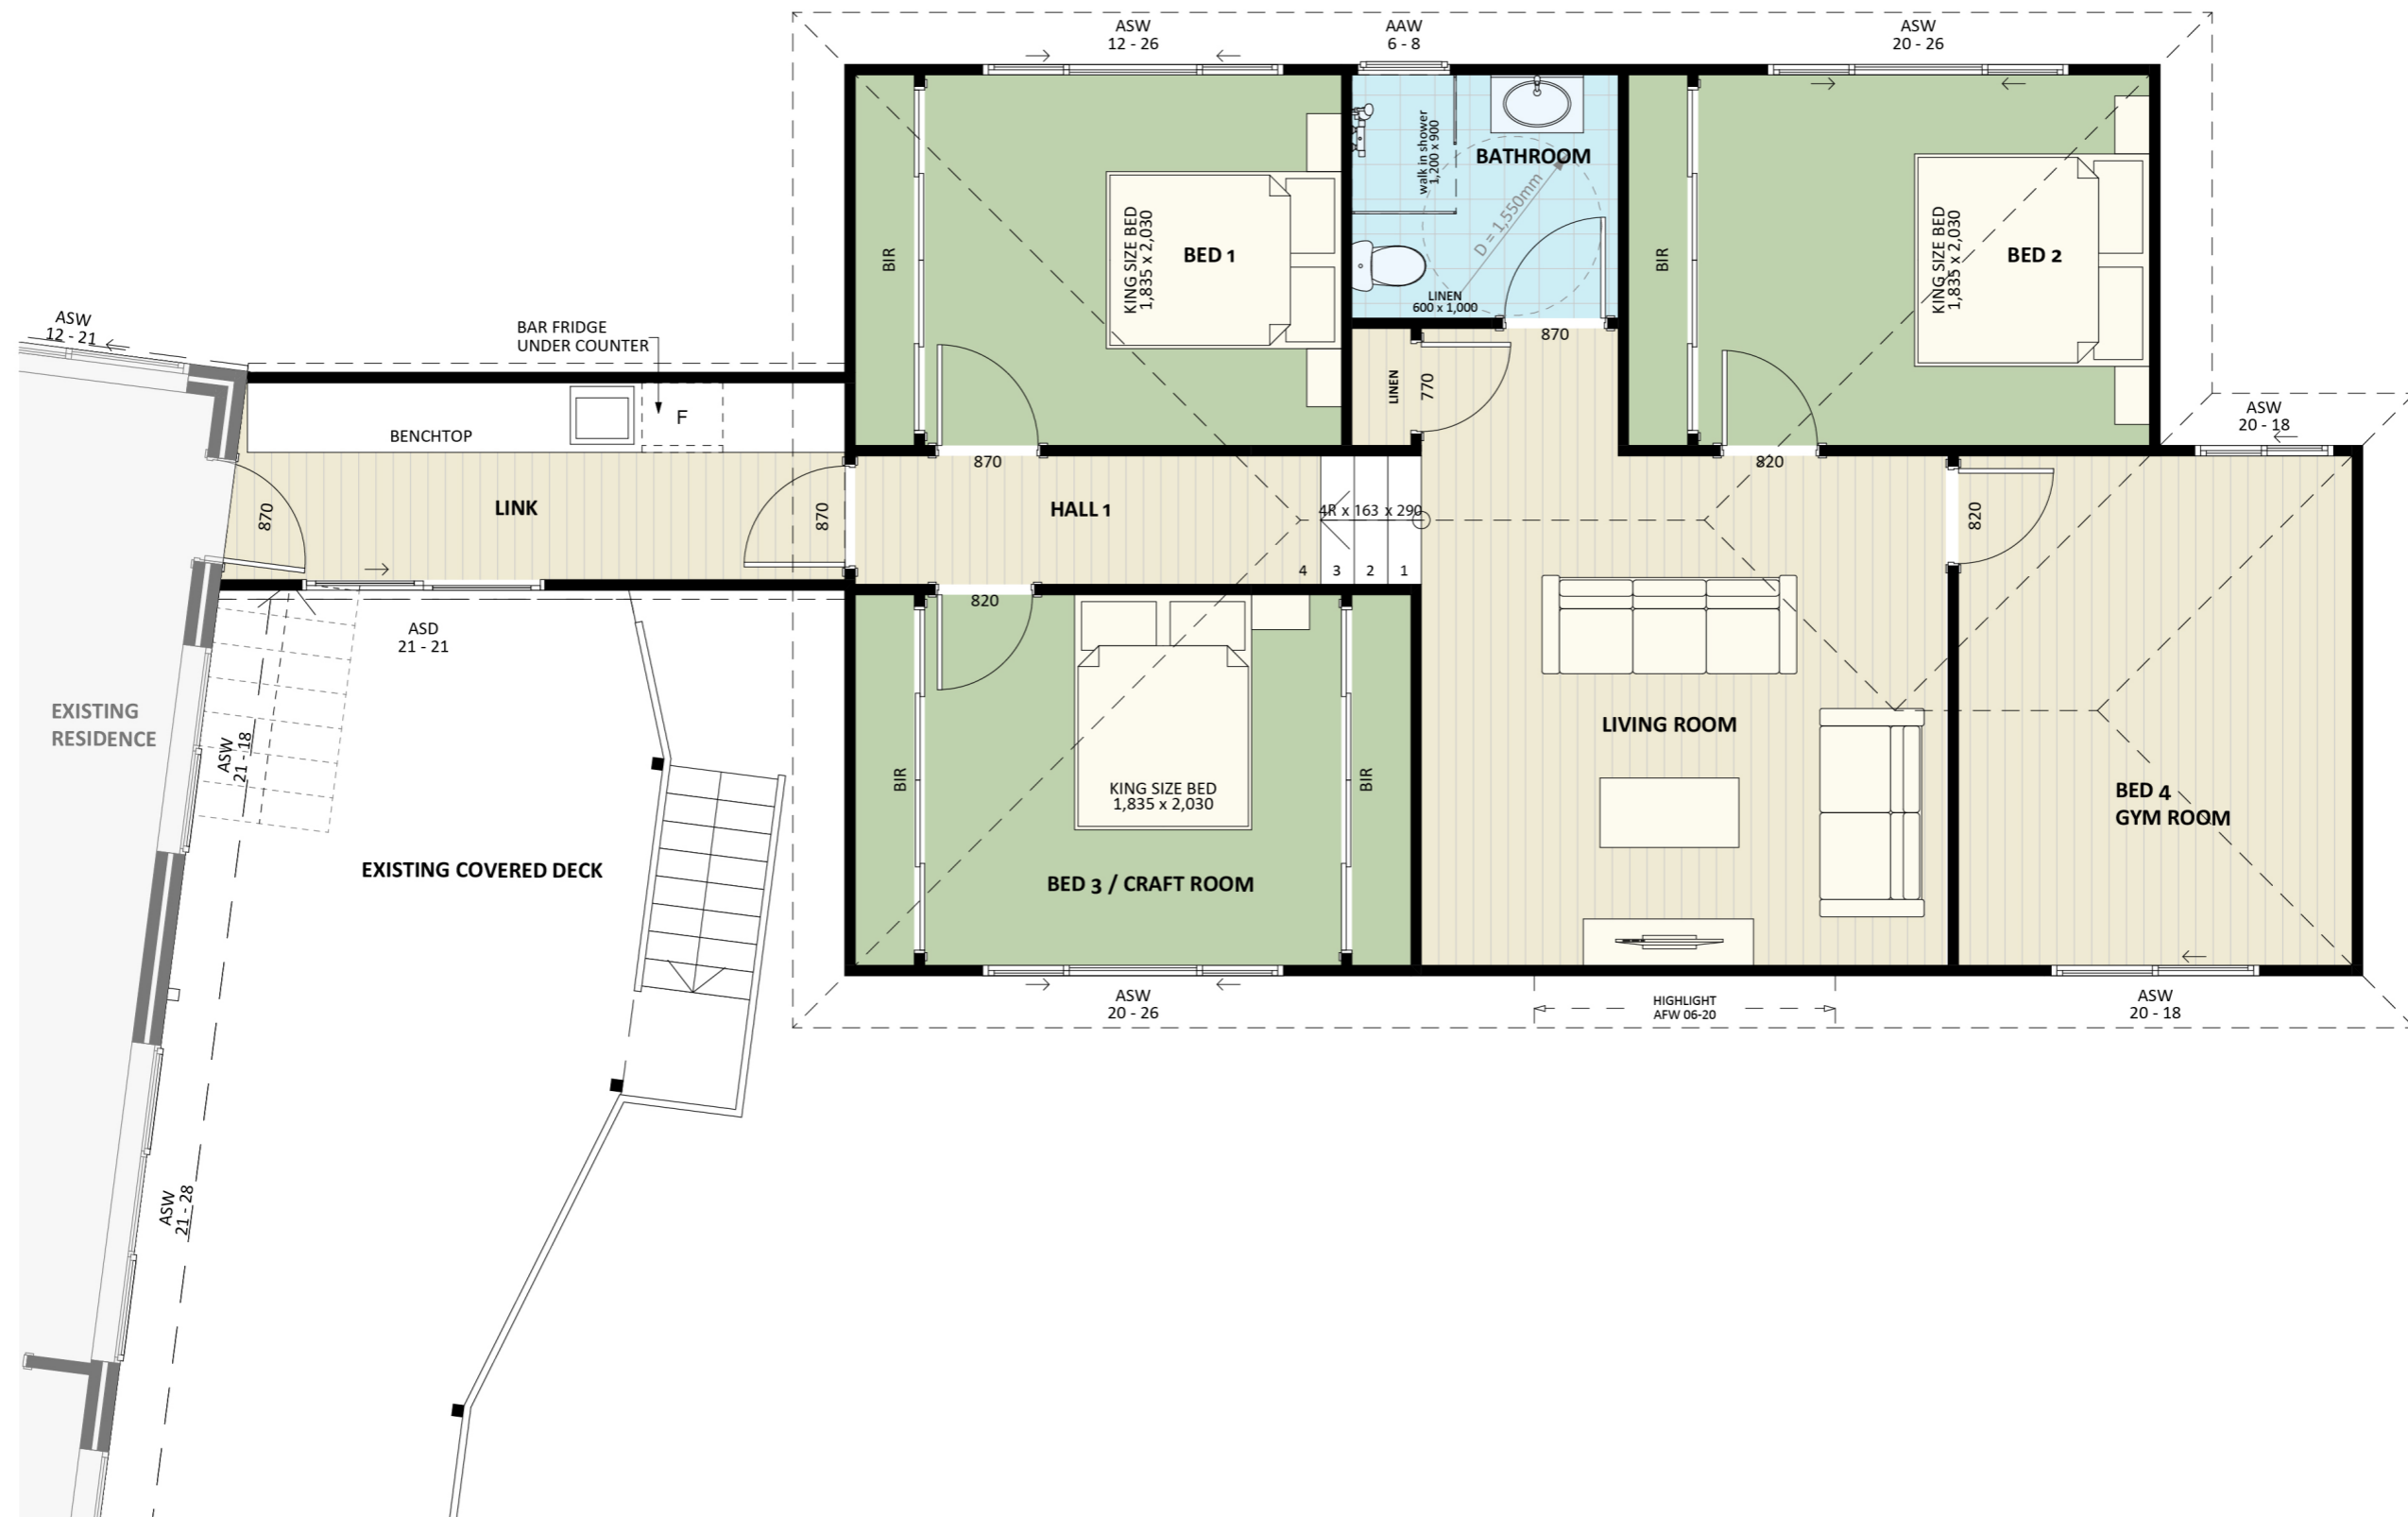 ASW
12 - 26
AAW
6 - 8
ASW
20 - 26
BIR
KING SIZE BED
1,835 x 2,030
BED 1
walk in shower
1,200 x 900
BATHROOM
D = 1,550mm
LINEN
600 x 1,000
870
BIR
KING SIZE BED
1,835 x 2,030
BED 2
ASW
12 - 21
BAR FRIDGE
UNDER COUNTER
F
BENCHTOP
LINEN
770
ASW
20 - 18
870
LINK
870
870
HALL 1
4R x 163 x 290
4
3
2
1
820
820
820
ASD
21 - 21
EXISTING
RESIDENCE
ASW
21 - 18
EXISTING COVERED DECK
BIR
KING SIZE BED
1,835 x 2,030
BIR
BED 3 / CRAFT ROOM
LIVING ROOM
BED 4
GYM ROOM
ASW
20 - 26
HIGHLIGHT
AFW 06-20
ASW
20 - 18
ASW
21 - 28